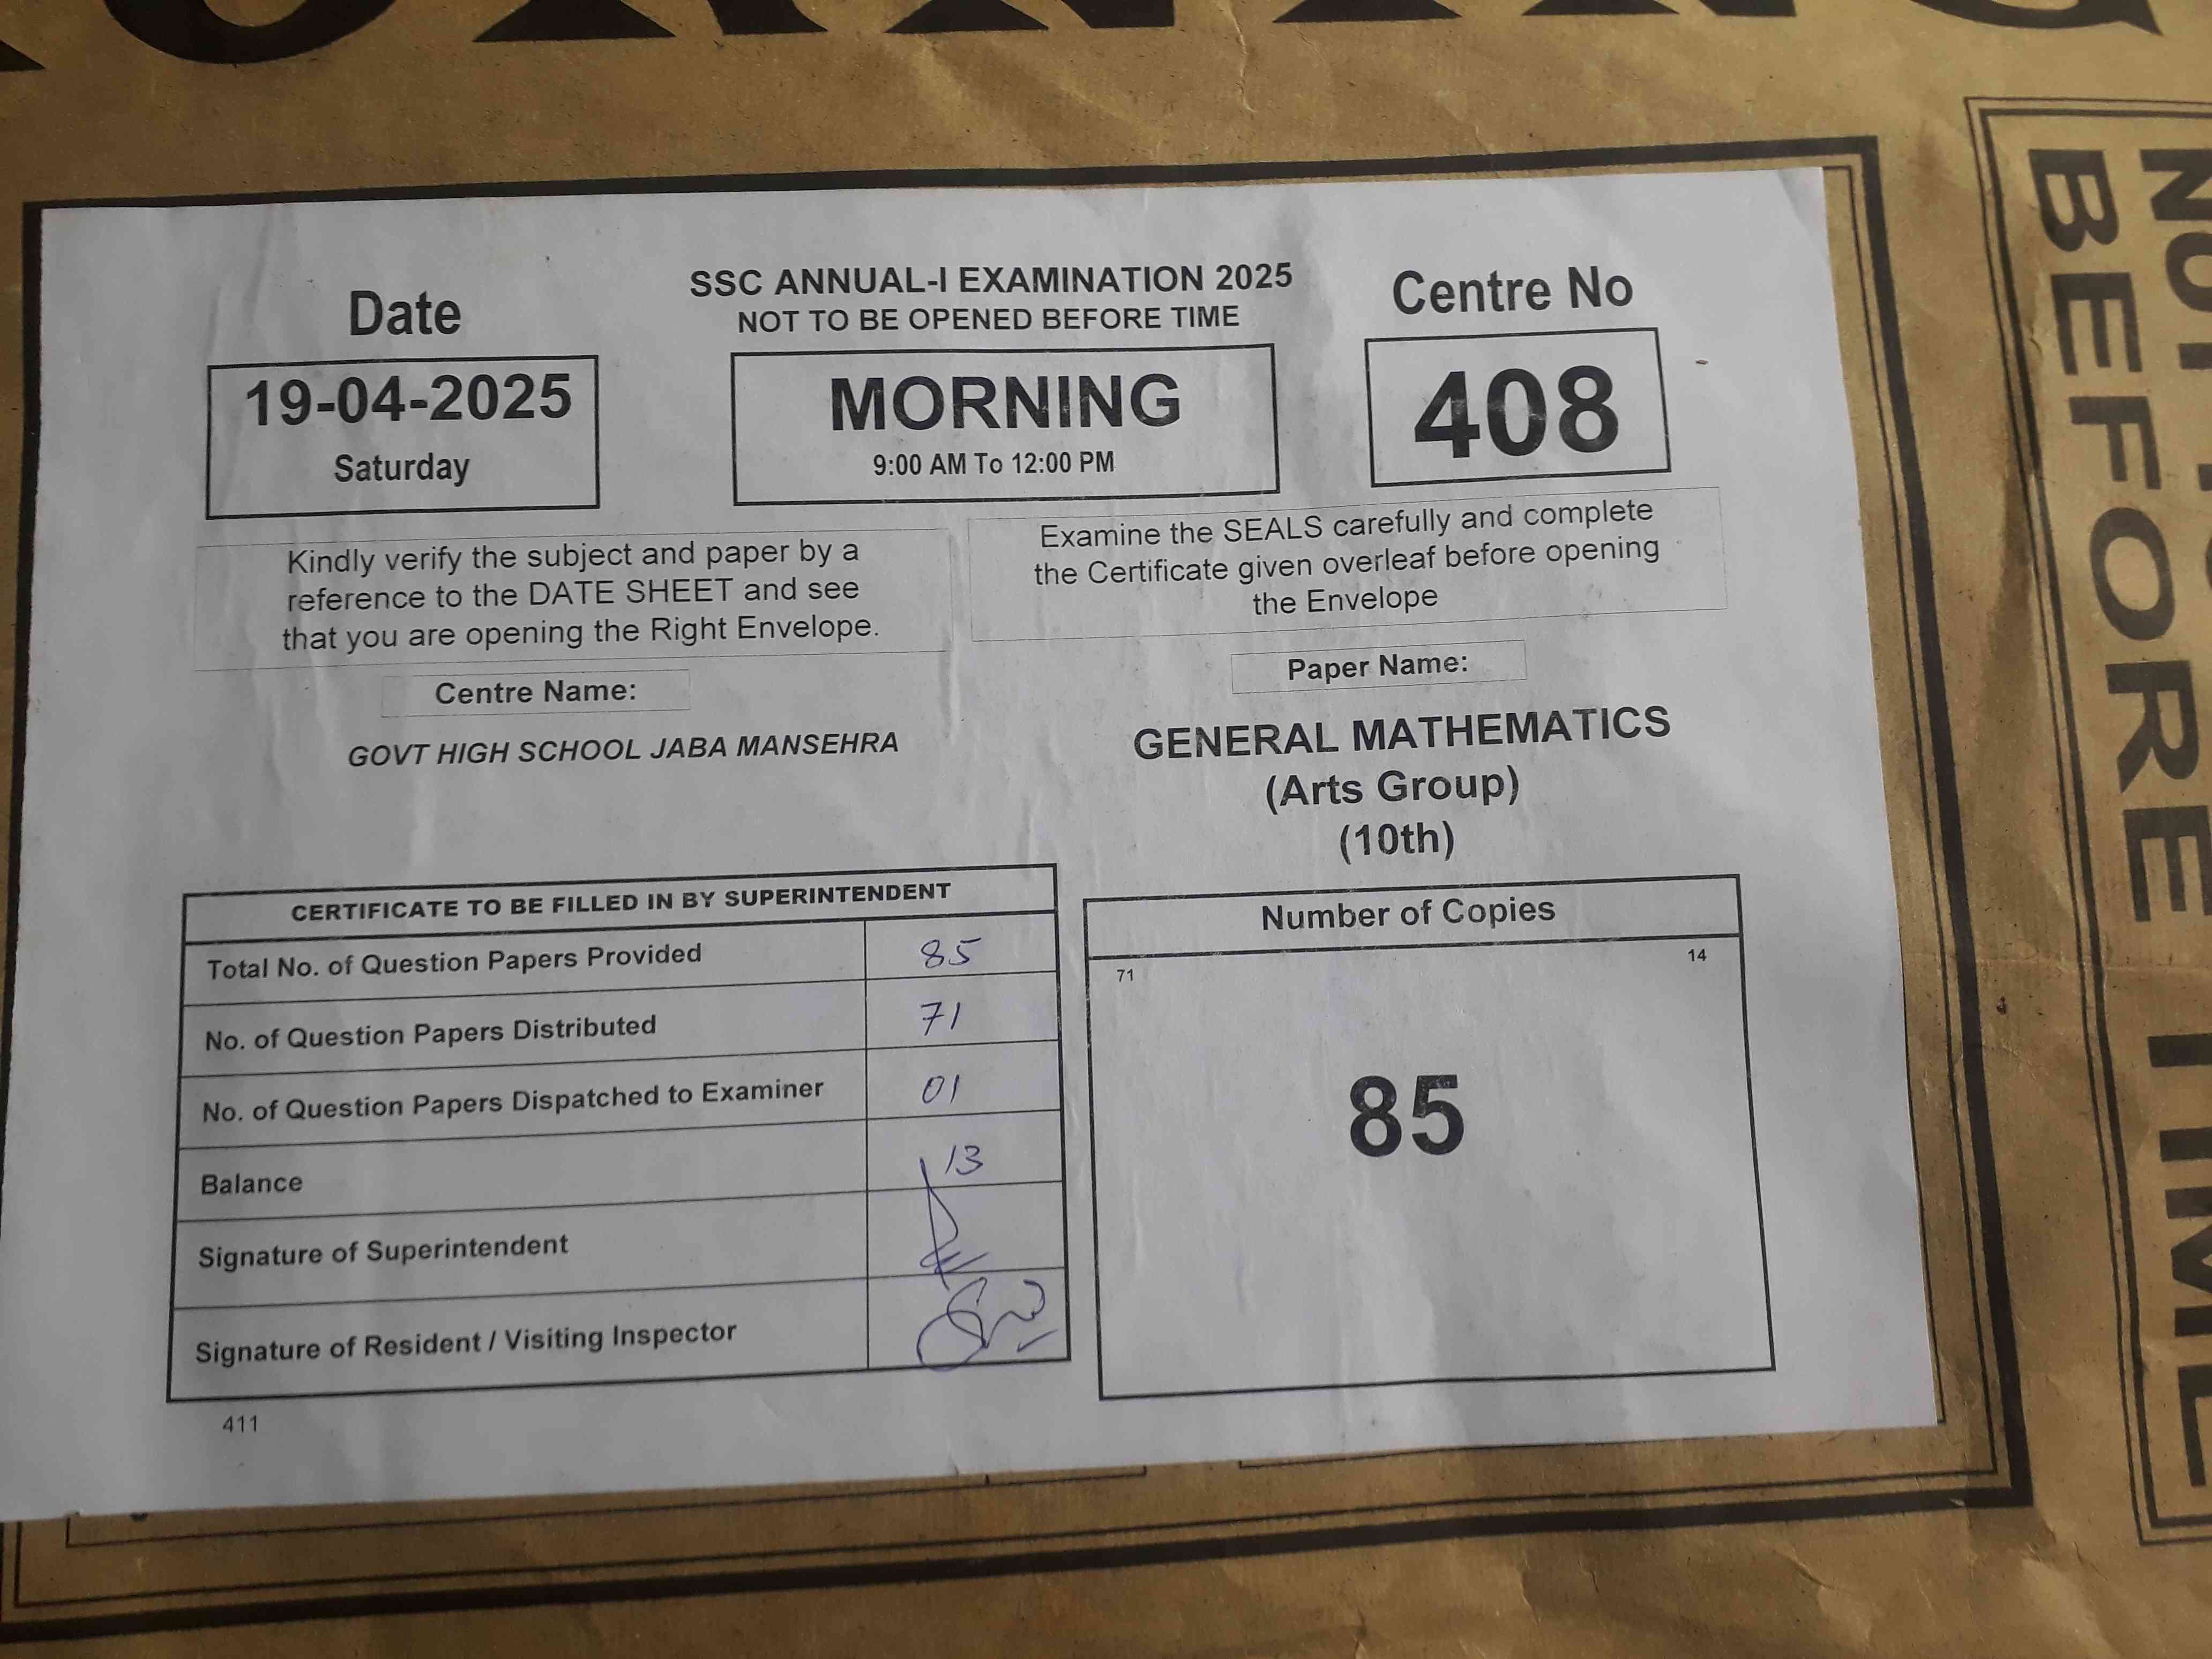 MORNING
Date
19-04-2025
Saturday
SSC ANNUAL-I EXAMINATION 2025
NOT TO BE OPENED BEFORE TIME
MORNING
9:00 AM To 12:00 PM
Centre No
408
Kindly verify the subject and paper by a
reference to the DATE SHEET and see
that you are opening the Right Envelope.
Examine the SEALS carefully and complete
the Certificate given overleaf before opening
the Envelope
Centre Name:
GOVT HIGH SCHOOL JABA MANSEHRA
Paper Name:
GENERAL MATHEMATICS
(Arts Group)
(10th)
CERTIFICATE TO BE FILLED IN BY SUPERINTENDENT
Total No. of Question Papers Provided 85
No. of Question Papers Distributed 71
No. of Question Papers Dispatched to Examiner 01
Balance 13
Signature of Superintendent
Signature of Resident / Visiting Inspector
411
Number of Copies
71 14
85
NOT
BEFORE TIME